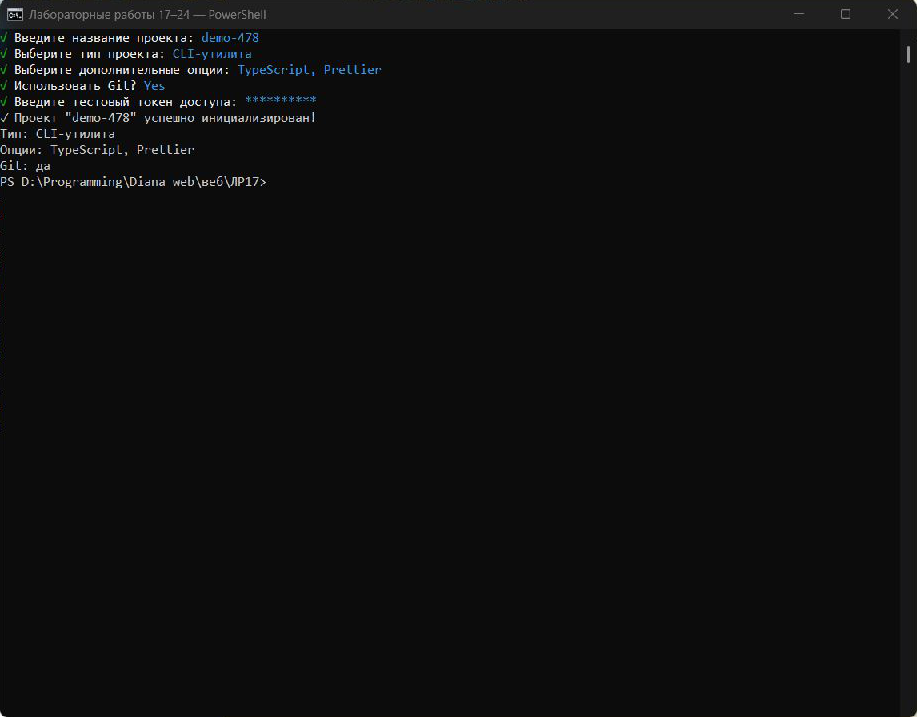 Лабораторные работы 17–24 — PowerShell
√ Введите название проекта: demo-478
√ Выберите тип проекта: CLI-утилита
√ Выберите дополнительные опции: TypeScript, Prettier
√ Использовать Git? Yes
√ Введите тестовый токен доступа: **********
✓ Проект "demo-478" успешно инициализирован!
Тип: CLI-утилита
Опции: TypeScript, Prettier
Git: да
PS D:\Programming\Diana web\веб\ЛР17>